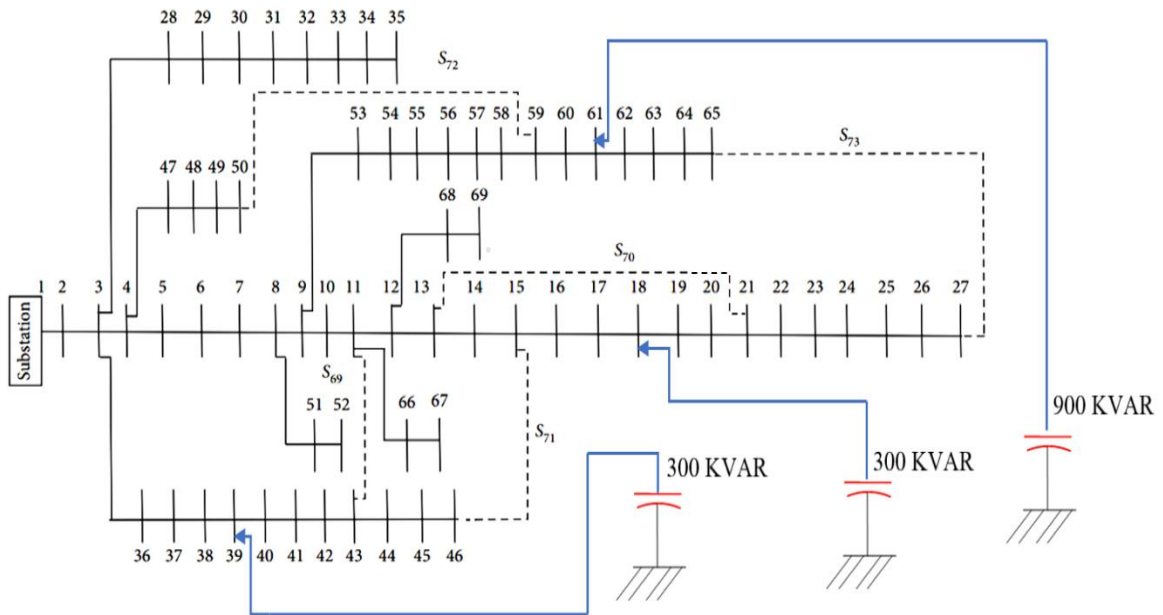 28 29 30 31 32 33 34 35
S72
53 54 55 56 57 58 59 60 61 62 63 64 65
S73
47 48 49 50
68 69
S70
1 2 3 4 5 6 7 8 9 10 11 12 13 14 15 16 17 18 19 20 21 22 23 24 25 26 27
Substation
S69
51 52
66 67
S71
900 KVAR
300 KVAR
300 KVAR
36 37 38 39 40 41 42 43 44 45 46